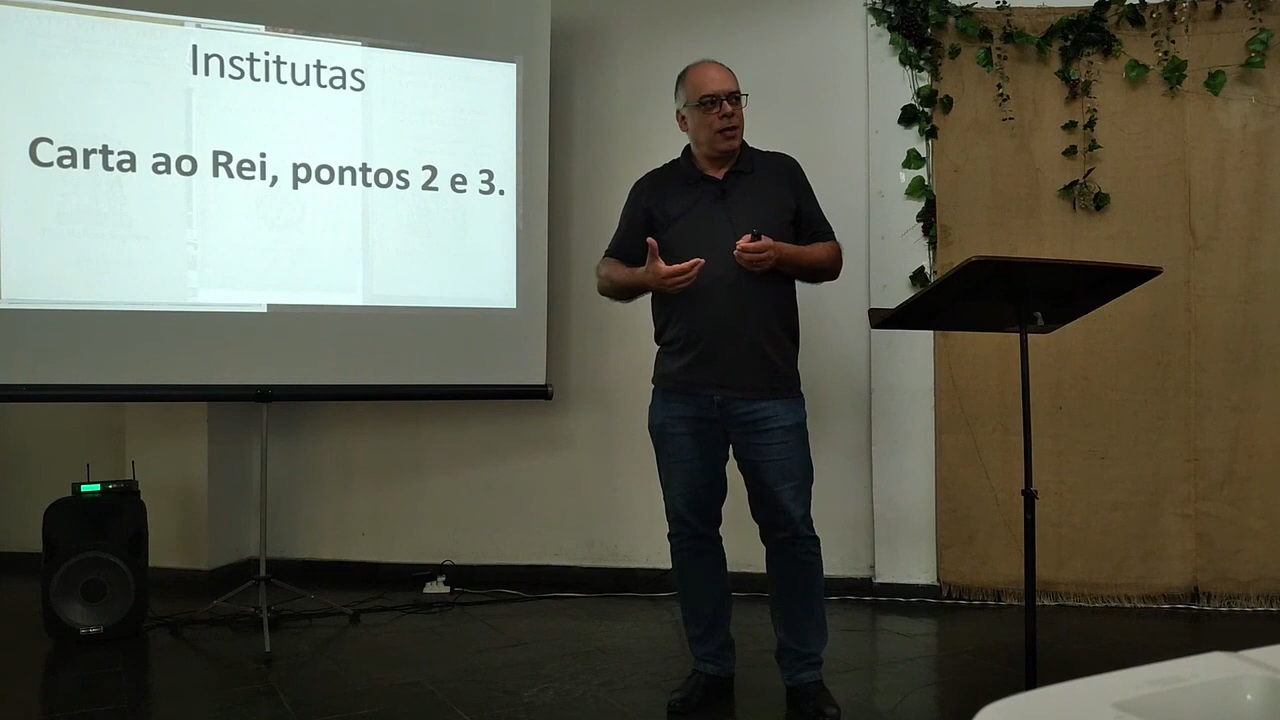 Institutas
Carta ao Rei, pontos 2 e 3.